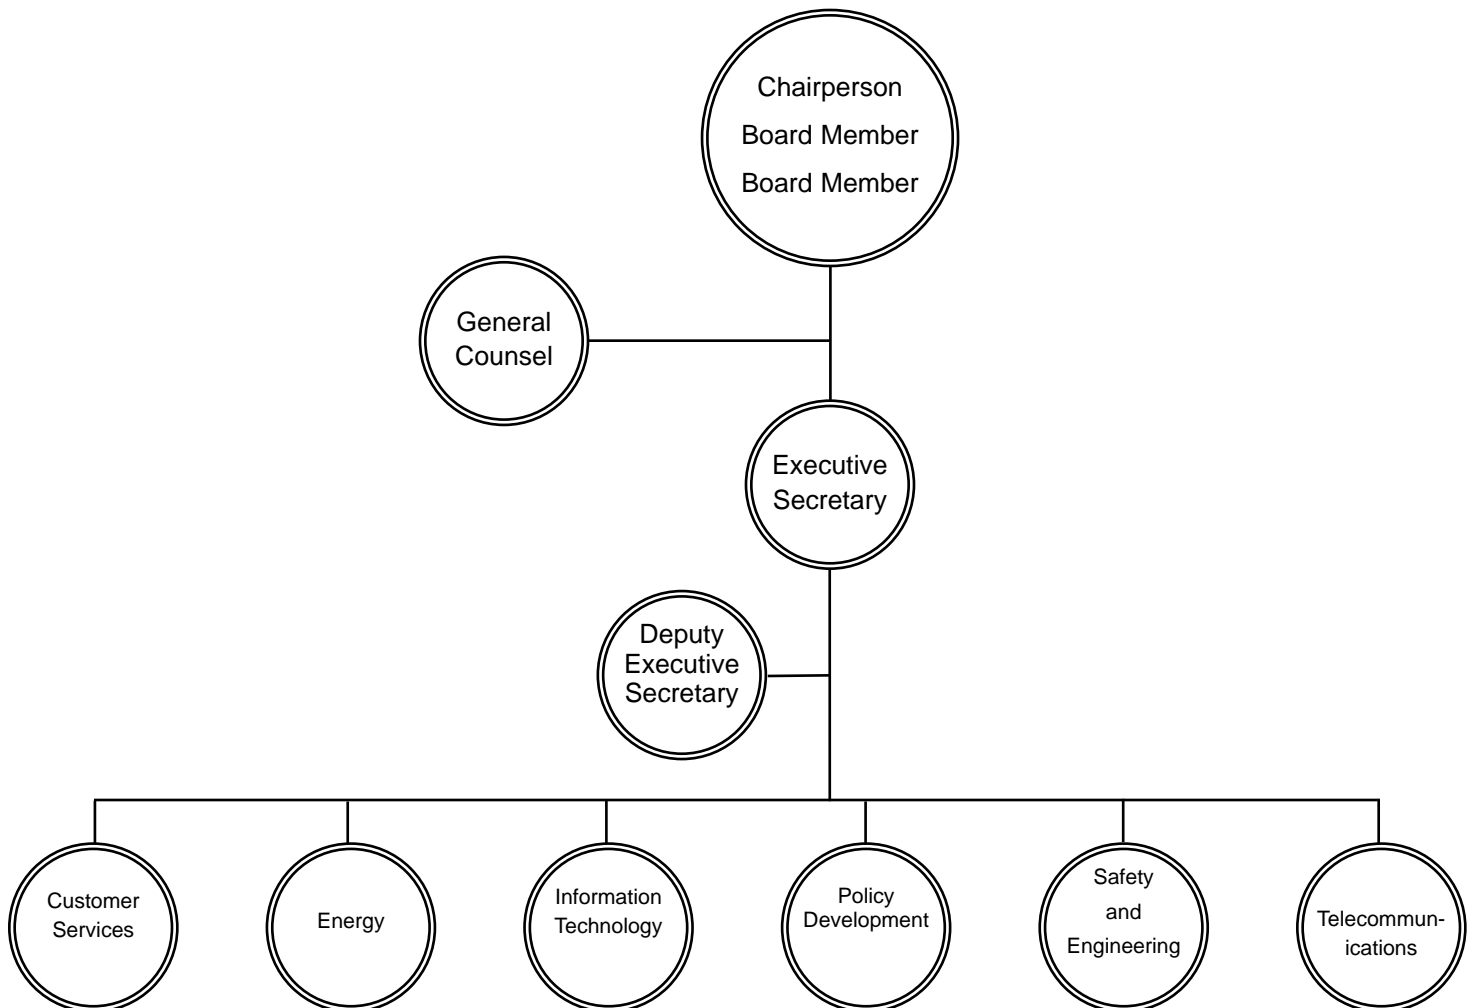 Chairperson
Board Member
Board Member
General
Counsel
Executive
Secretary
Deputy
Executive
Secretary
Customer
Services
Energy
Information
Technology
Policy
Development
Safety
and
Engineering
Telecommun-
ications